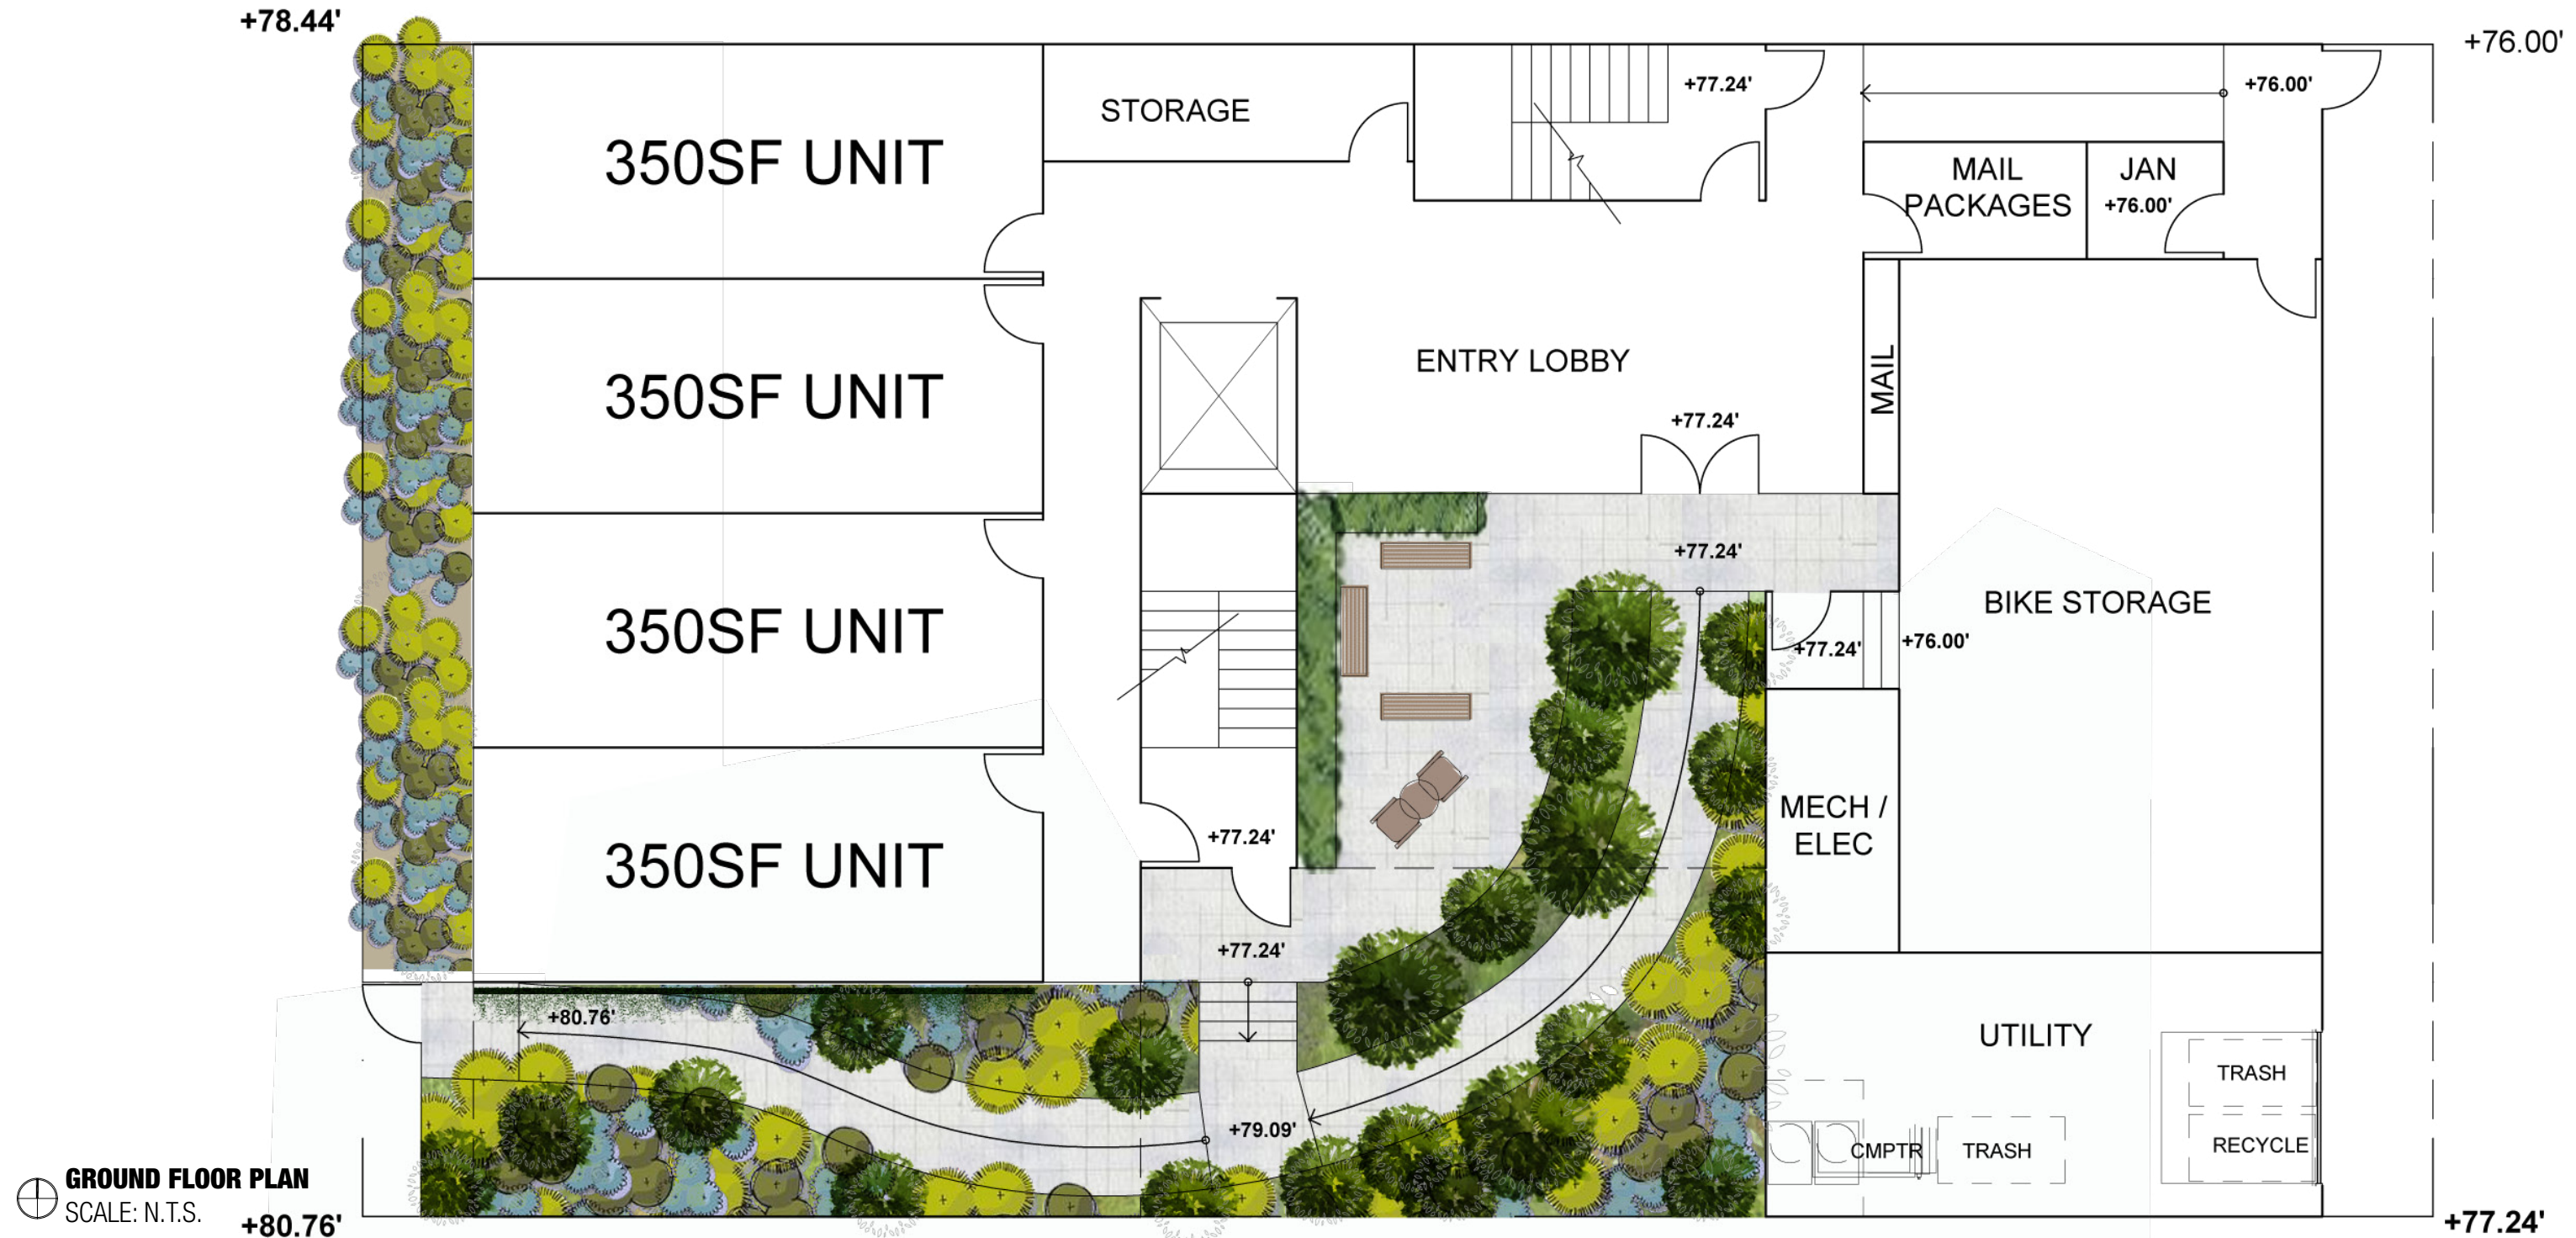 +78.44'
+76.00'
STORAGE
+77.24'
+76.00'
350SF UNIT
MAIL
PACKAGES
JAN
+76.00'
350SF UNIT
ENTRY LOBBY
MAIL
+77.24'
+77.24'
350SF UNIT
BIKE STORAGE
+77.24'
+76.00'
MECH /
ELEC
350SF UNIT
+77.24'
+77.24'
+80.76'
UTILITY
TRASH
+79.09'
CMPTR
TRASH
RECYCLE
GROUND FLOOR PLAN
SCALE: N.T.S.
+80.76'
+77.24'